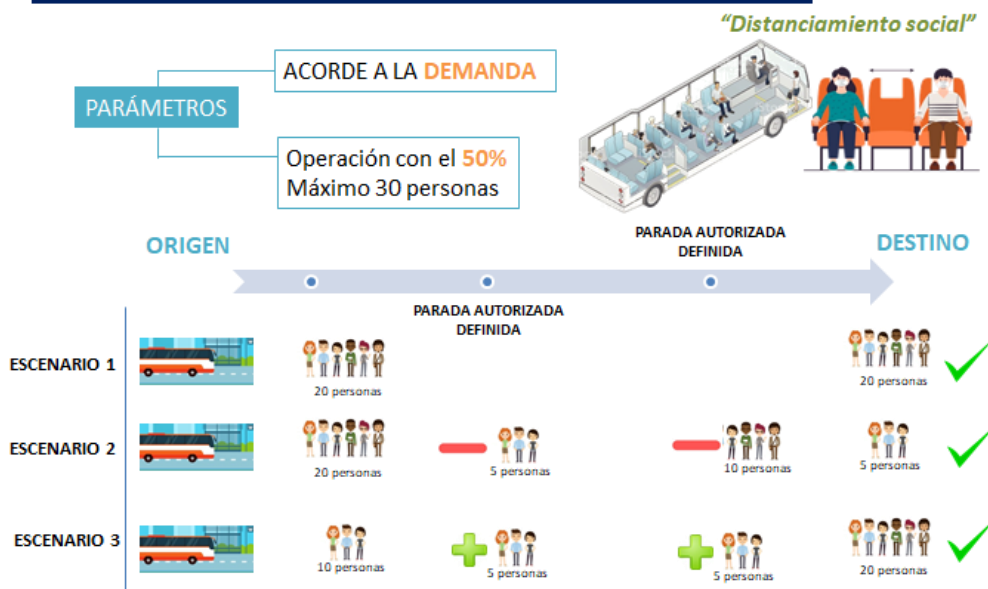 “Distanciamiento social”
PARÁMETROS
ACORDE A LA DEMANDA
Operación con el 50%
Máximo 30 personas
ORIGEN
PARADA AUTORIZADA
DEFINIDA
DESTINO
PARADA AUTORIZADA
DEFINIDA
ESCENARIO 1
20 personas
20 personas
ESCENARIO 2
20 personas
5 personas
10 personas
5 personas
ESCENARIO 3
10 personas
5 personas
5 personas
20 personas